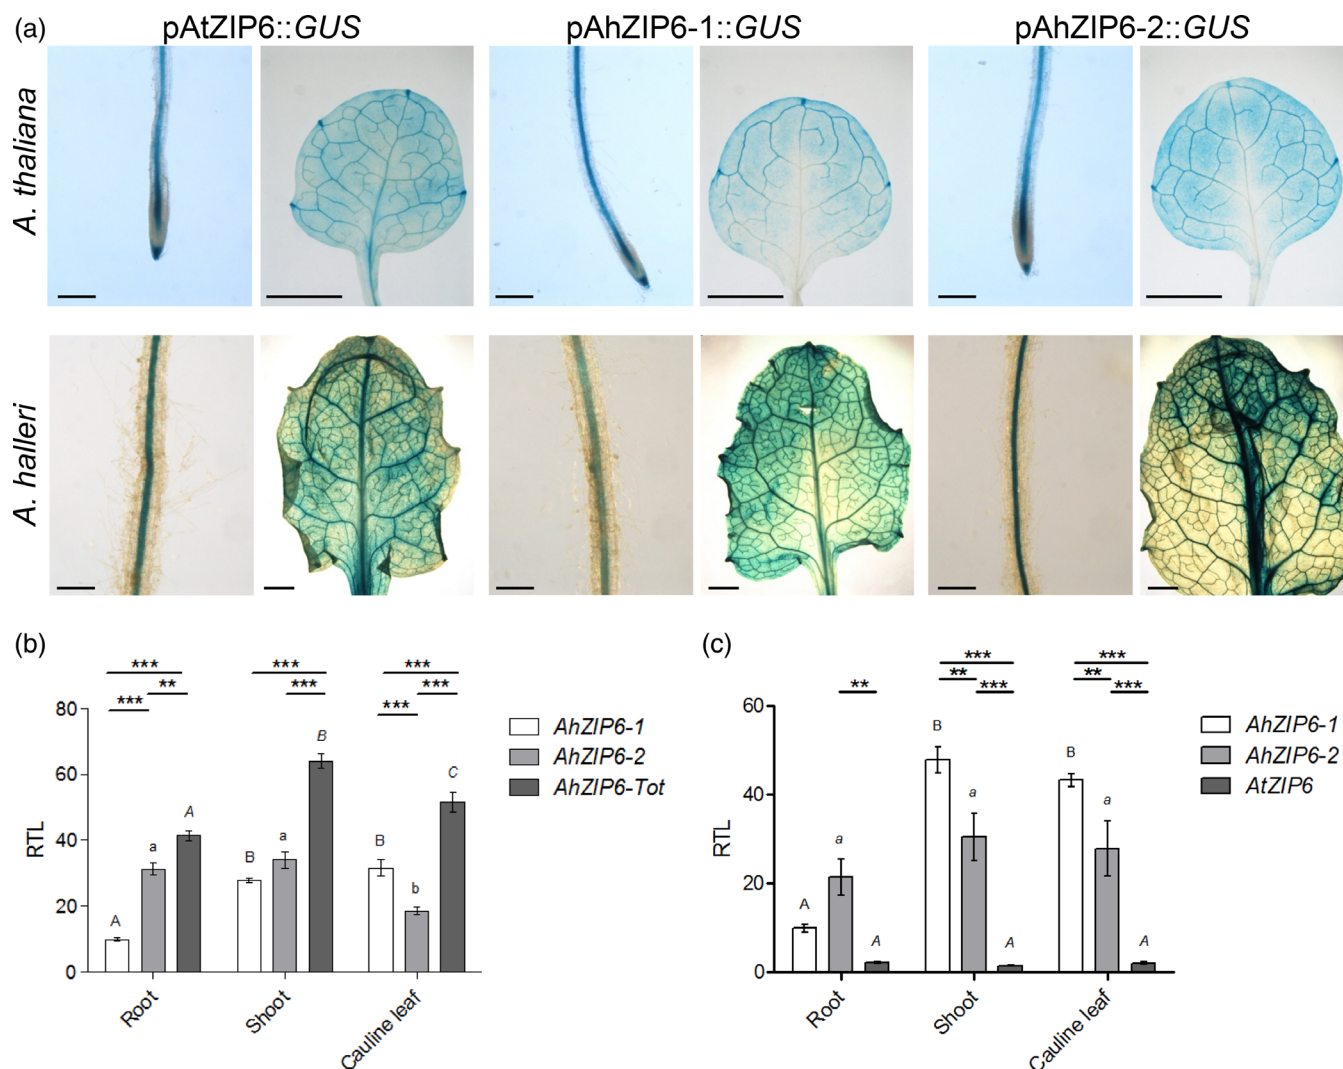 (a)
pAtZIP6::GUS
pAhZIP6-1::GUS
pAhZIP6-2::GUS
A. thaliana
A. halleri
(b)
*** *** ***
*** ** *** *** ***
80
60
40
20
0
RTL
A a A
B a B
B b C
Root
Shoot
Cauline leaf
AhZIP6-1
AhZIP6-2
AhZIP6-Tot
(c)
*** ***
** ** *** ** ***
60
40
20
0
RTL
A a A
B a A
B a A
Root
Shoot
Cauline leaf
AhZIP6-1
AhZIP6-2
AtZIP6